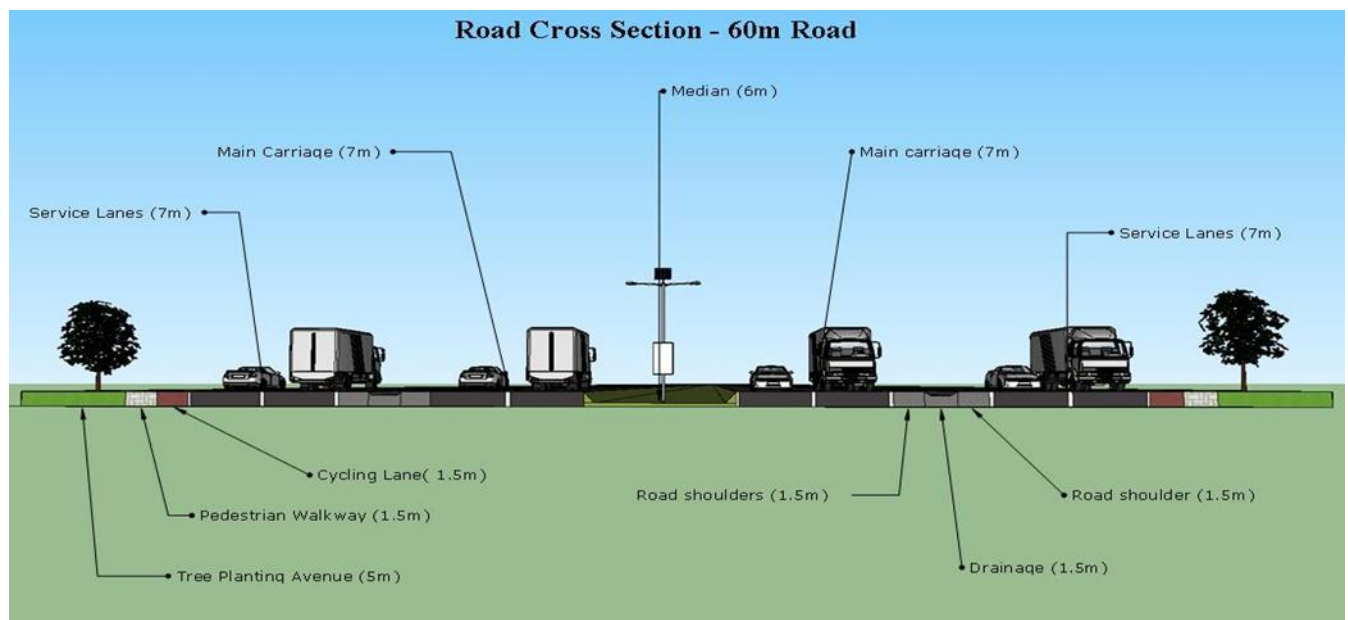 Road Cross Section - 60m Road
Median (6m)
Main Carriage (7m)
Main carriage (7m)
Service Lanes (7m)
Service Lanes (7m)
Cycling Lane( 1.5m)
Road shoulders (1.5m)
Road shoulder (1.5m)
Pedestrian Walkway (1.5m)
Drainage (1.5m)
Tree Planting Avenue (5m)